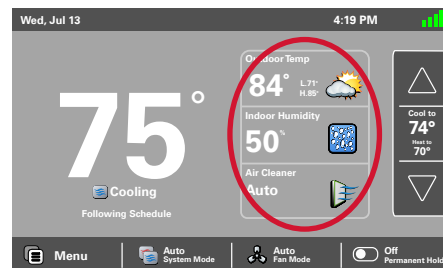 Wed, Jul 13
4:19 PM
75°
Cooling
Following Schedule
Outdoor Temp
84° L.71°
H.85°
Indoor Humidity
50%
Air Cleaner
Auto
Cool to
74°
Heat to
70°
Menu
Auto
System Mode
Auto
Fan Mode
Off
Permanent Hold